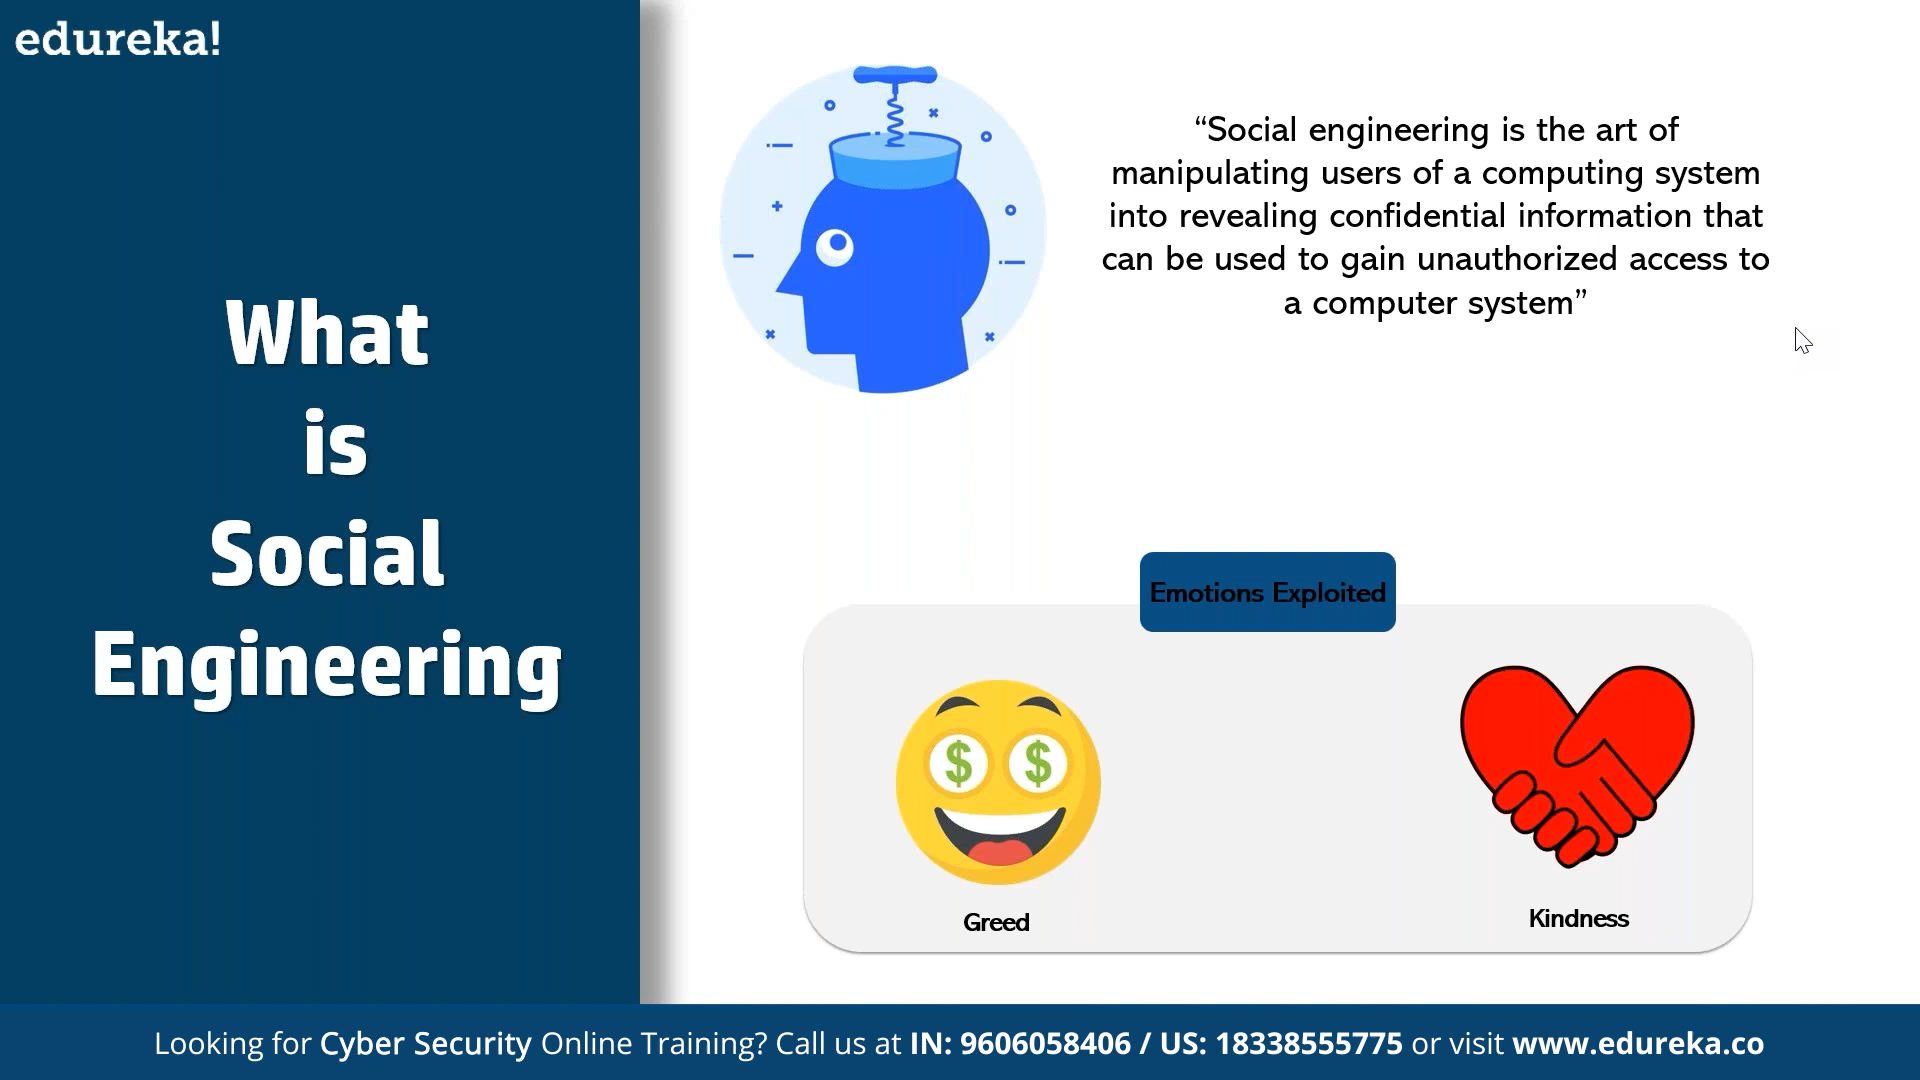 edureka!
What
is
Social
Engineering
“Social engineering is the art of
manipulating users of a computing system
into revealing confidential information that
can be used to gain unauthorized access to
a computer system”
Emotions Exploited
$ $
Greed
Kindness
Looking for Cyber Security Online Training? Call us at IN: 9606058406 / US: 18338555775 or visit www.edureka.co